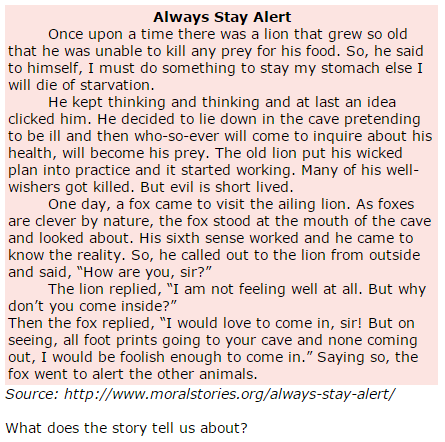 Always Stay Alert
Once upon a time there was a lion that grew so old
that he was unable to kill any prey for his food. So, he said
to himself, I must do something to stay my stomach else I
will die of starvation.
He kept thinking and thinking and at last an idea
clicked him. He decided to lie down in the cave pretending
to be ill and then who-so-ever will come to inquire about his
health, will become his prey. The old lion put his wicked
plan into practice and it started working. Many of his well-
wishers got killed. But evil is short lived.
One day, a fox came to visit the ailing lion. As foxes
are clever by nature, the fox stood at the mouth of the cave
and looked about. His sixth sense worked and he came to
know the reality. So, he called out to the lion from outside
and said, “How are you, sir?”
The lion replied, “I am not feeling well at all. But why
don’t you come inside?”
Then the fox replied, “I would love to come in, sir! But on
seeing, all foot prints going to your cave and none coming
out, I would be foolish enough to come in.” Saying so, the
fox went to alert the other animals.
Source: http://www.moralstories.org/always-stay-alert/
What does the story tell us about?